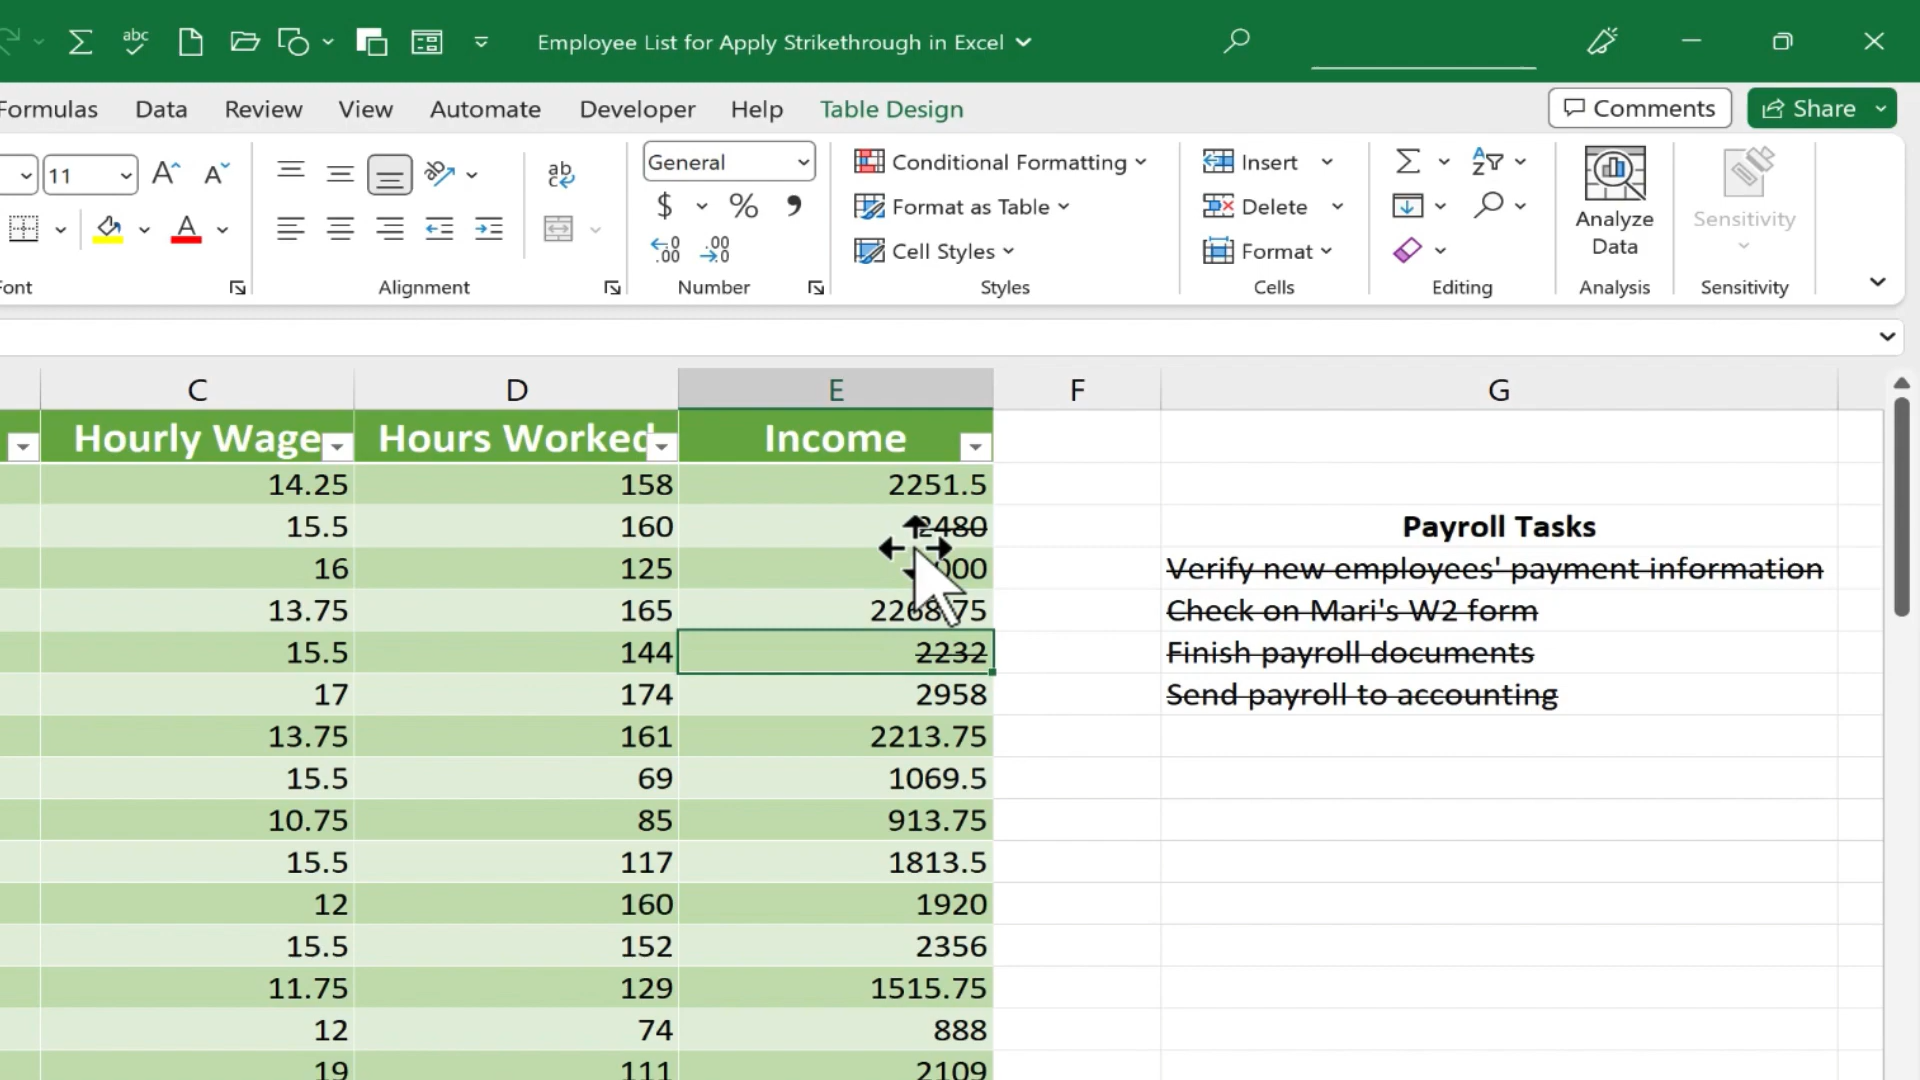 Employee List for Apply Strikethrough in Excel
Formulas Data Review View Automate Developer Help Table Design Comments Share
11 General Conditional Formatting Insert
$ % , Format as Table Delete Analyze Data Sensitivity
Cell Styles Format
Font Alignment Number Styles Cells Editing Analysis Sensitivity
C D E F G
Hourly Wage Hours Worked Income
14.25 158 2251.5
15.5 160 2480 Payroll Tasks
16 125 Verify new employees' payment information
13.75 165 2268.75 Check on Mari's W2 form
15.5 144 2232 Finish payroll documents
17 174 2958 Send payroll to accounting
13.75 161 2213.75
15.5 69 1069.5
10.75 85 913.75
15.5 117 1813.5
12 160 1920
15.5 152 2356
11.75 129 1515.75
12 74 888
19 111 2109